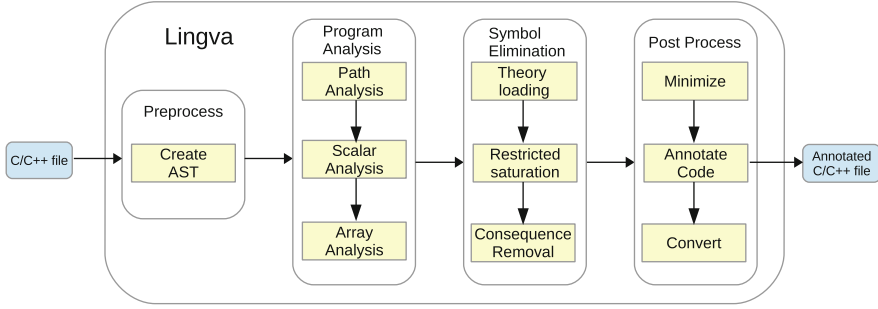 Lingva
C/C++ file
Preprocess
Create
AST
Program
Analysis
Path
Analysis
Scalar
Analysis
Array
Analysis
Symbol
Elimination
Theory
loading
Restricted
saturation
Consequence
Removal
Post Process
Minimize
Annotate
Code
Convert
Annotated
C/C++ file